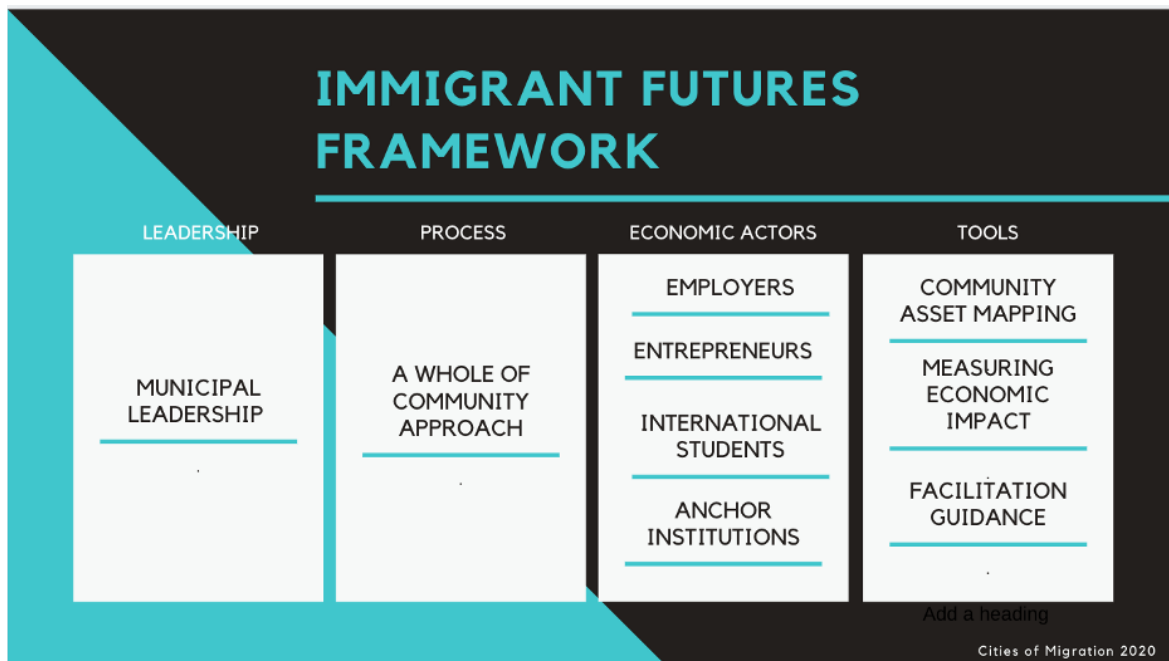 IMMIGRANT FUTURES
FRAMEWORK
LEADERSHIP
MUNICIPAL
LEADERSHIP
.
PROCESS
A WHOLE OF
COMMUNITY
APPROACH
.
ECONOMIC ACTORS
EMPLOYERS
ENTREPRENEURS
INTERNATIONAL
STUDENTS
ANCHOR
INSTITUTIONS
TOOLS
COMMUNITY
ASSET MAPPING
MEASURING
ECONOMIC
IMPACT
.
FACILITATION
GUIDANCE
.
Add a heading
Cities of Migration 2020